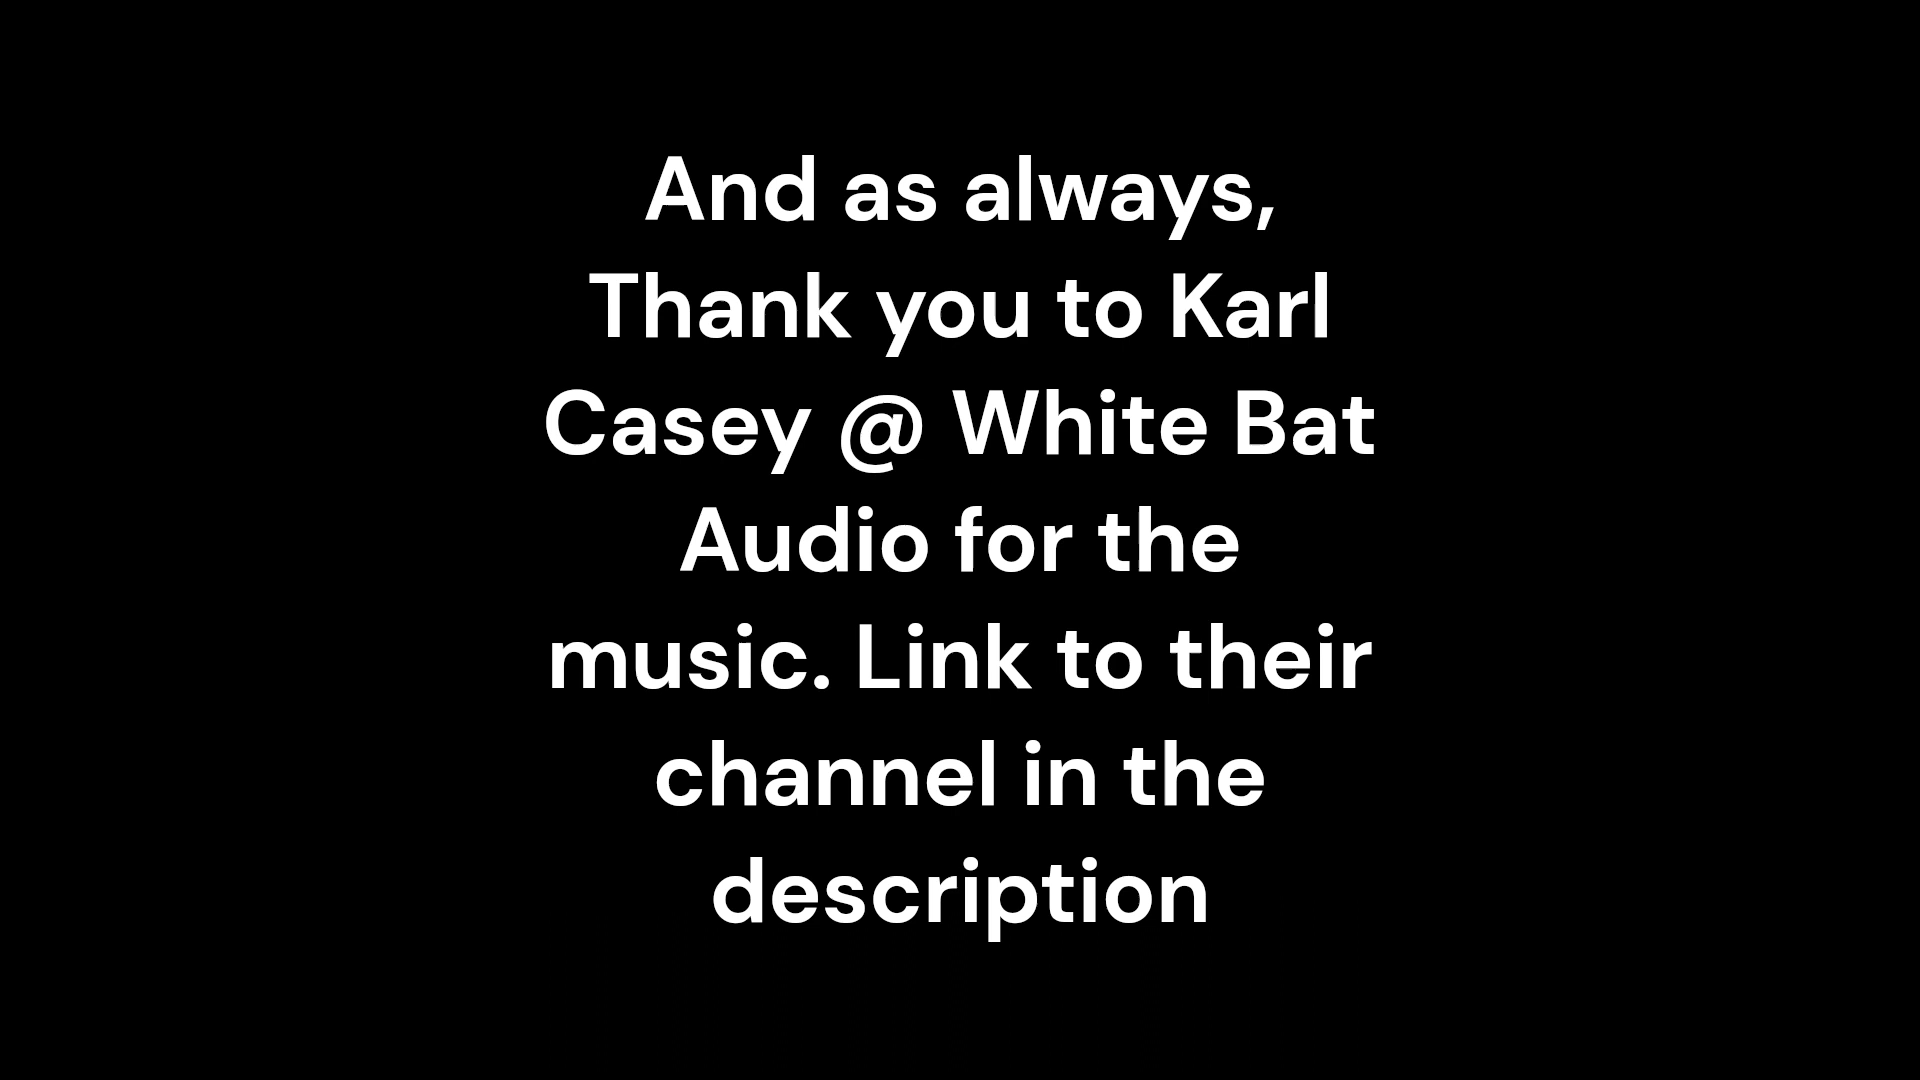 And as always,
Thank you to Karl
Casey @ White Bat
Audio for the
music. Link to their
channel in the
description